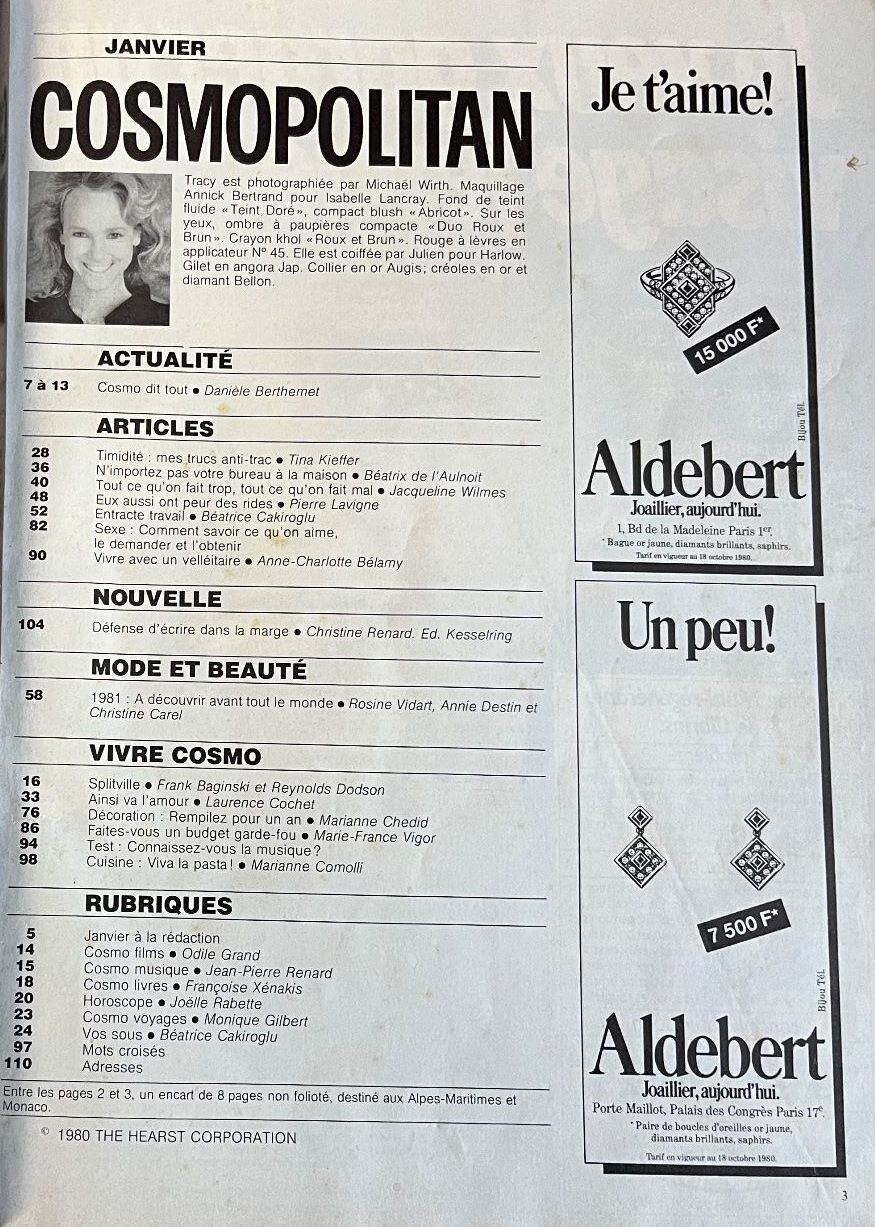 JANVIER
COSMOPOLITAN
Tracy est photographiée par Michaël Wirth. Maquillage
Annick Bertrand pour Isabelle Lancray. Fond de teint
fluide «Teint Doré», compact blush «Abricot». Sur les
yeux, ombre à paupières compacte «Duo Roux et
Brun». Crayon khol «Roux et Brun». Rouge à lèvres en
applicateur Nº 45. Elle est coiffée par Julien pour Harlow.
Gilet en angora Jap. Collier en or Augis; créoles en or et
diamant Bellon.
ACTUALITÉ
7 à 13 Cosmo dit tout ● Danièle Berthemet
ARTICLES
28 Timidité : mes trucs anti-trac ● Tina Kieffer
36 N'importez pas votre bureau à la maison ● Béatrix de l'Aulnoit
40 Tout ce qu'on fait trop, tout ce qu'on fait mal ● Jacqueline Wilmes
48 Eux aussi ont peur des rides ● Pierre Lavigne
52 Entracte travail ● Béatrice Cakiroglu
82 Sexe : Comment savoir ce qu'on aime,
le demander et l'obtenir
90 Vivre avec un velléitaire ● Anne-Charlotte Bélamy
NOUVELLE
104 Défense d'écrire dans la marge ● Christine Renard. Ed. Kesselring
MODE ET BEAUTÉ
58 1981 : A découvrir avant tout le monde ● Rosine Vidart, Annie Destin et
Christine Carel
VIVRE COSMO
16 Splitville ● Frank Baginski et Reynolds Dodson
33 Ainsi va l'amour ● Laurence Cochet
76 Décoration : Rempilez pour un an ● Marianne Chedid
86 Faites-vous un budget garde-fou ● Marie-France Vigor
94 Test : Connaissez-vous la musique ?
98 Cuisine : Viva la pasta ! ● Marianne Comolli
RUBRIQUES
5 Janvier à la rédaction
14 Cosmo films ● Odile Grand
15 Cosmo musique ● Jean-Pierre Renard
18 Cosmo livres ● Françoise Xénakis
20 Horoscope ● Joëlle Rabette
23 Cosmo voyages ● Monique Gilbert
24 Vos sous ● Béatrice Cakiroglu
97 Mots croisés
110 Adresses
Entre les pages 2 et 3, un encart de 8 pages non folioté, destiné aux Alpes-Maritimes et
Monaco.
© 1980 THE HEARST CORPORATION
Je t'aime!
15 000 F*
Bijou Tél.
Aldebert
Joaillier, aujourd'hui.
1, Bd de la Madeleine Paris 1er.
* Bague or jaune, diamants brillants, saphirs.
Tarif en vigueur au 18 octobre 1980.
Un peu!
7 500 F*
Bijou Tél.
Aldebert
Joaillier, aujourd'hui.
Porte Maillot, Palais des Congrès Paris 17e.
* Paire de boucles d'oreilles or jaune,
diamants brillants, saphirs.
Tarif en vigueur au 18 octobre 1980.
3